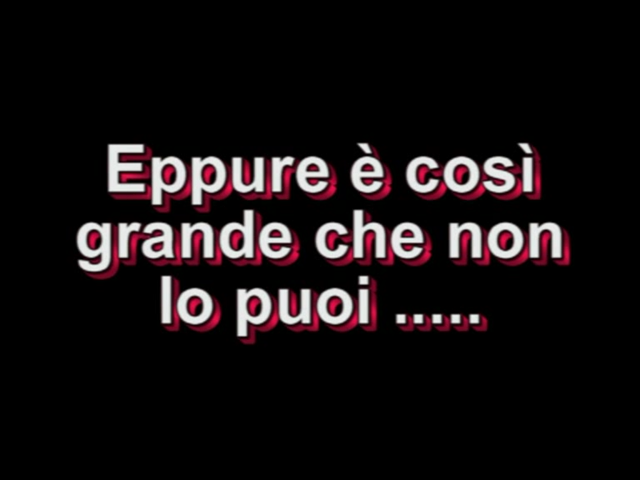 Eppure è così
grande che non
lo puoi .....